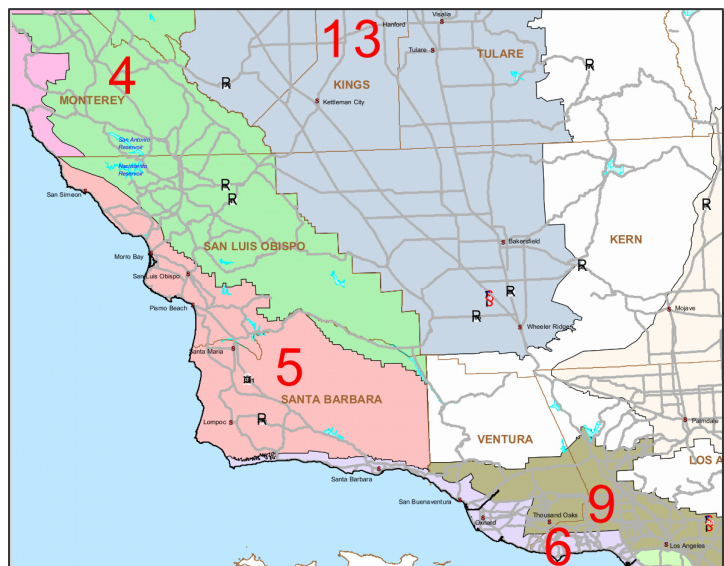 Visalia
Hanford
13
Tulare
TULARE
4
KINGS
MONTEREY
Kettleman City
San Antonio
Reservoir
Nacimiento
Reservoir
San Simeon
R
R
R
R
R
SAN LUIS OBISPO
Bakersfield
KERN
Morro Bay
San Luis Obispo
R
R
R
Pismo Beach
Mojave
Wheeler Ridge
Santa Maria
5
SANTA BARBARA
R
Lompoc
Palmdale
VENTURA
LOS A
Santa Barbara
San Buenaventura
9
Oxnard
Thousand Oaks
6
Los Angeles